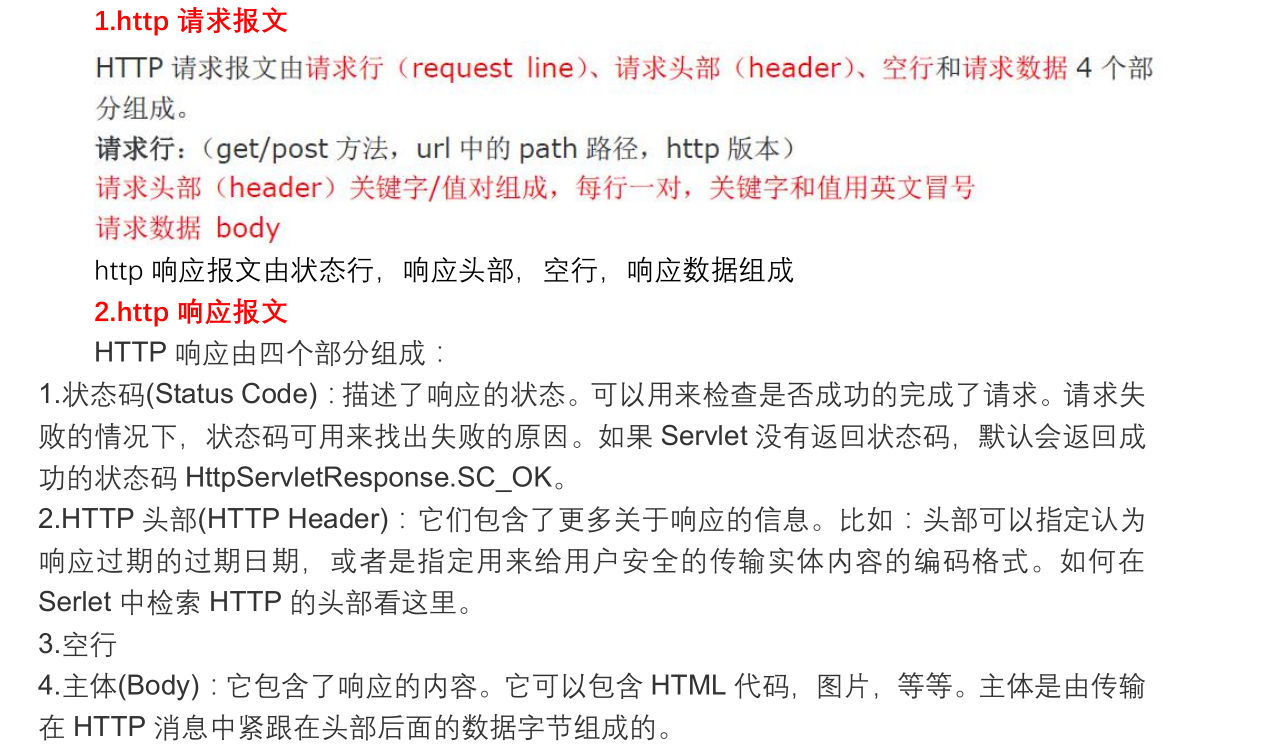 1.http 请求报文
HTTP 请求报文由请求行（request line）、请求头部（header）、空行和请求数据 4 个部
分组成。
请求行：（get/post 方法，url 中的 path 路径，http 版本）
请求头部（header）关键字/值对组成，每行一对，关键字和值用英文冒号
请求数据 body
http 响应报文由状态行，响应头部，空行，响应数据组成
2.http 响应报文
HTTP 响应由四个部分组成：
1.状态码(Status Code)：描述了响应的状态。可以用来检查是否成功的完成了请求。请求失
败的情况下，状态码可用来找出失败的原因。如果 Servlet 没有返回状态码，默认会返回成
功的状态码 HttpServletResponse.SC_OK。
2.HTTP 头部(HTTP Header)：它们包含了更多关于响应的信息。比如：头部可以指定认为
响应过期的过期日期，或者是指定用来给用户安全的传输实体内容的编码格式。如何在
Serlet 中检索 HTTP 的头部看这里。
3.空行
4.主体(Body)：它包含了响应的内容。它可以包含 HTML 代码，图片，等等。主体是由传输
在 HTTP 消息中紧跟在头部后面的数据字节组成的。